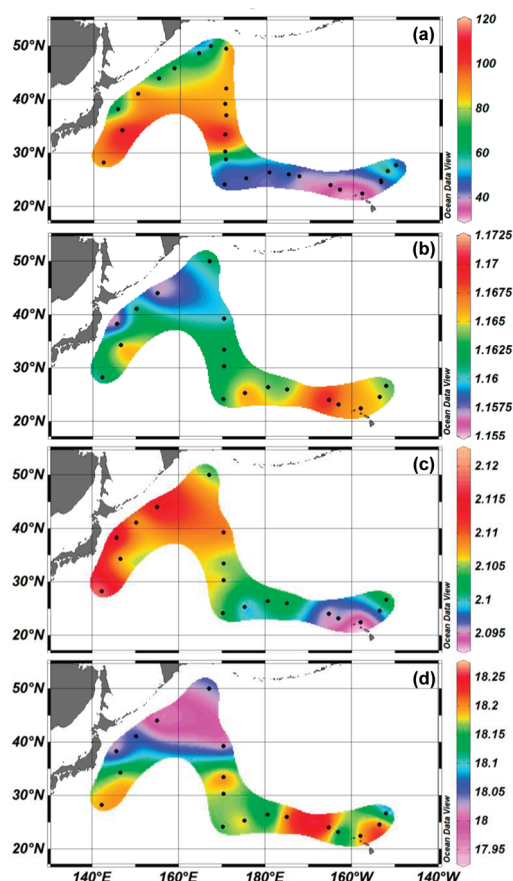 (a)
50°N
40°N
30°N
20°N
120
100
80
60
40
Ocean Data View
(b)
50°N
40°N
30°N
20°N
1.1725
1.17
1.1675
1.165
1.1625
1.16
1.1575
1.155
Ocean Data View
(c)
50°N
40°N
30°N
20°N
2.12
2.115
2.11
2.105
2.1
2.095
Ocean Data View
(d)
50°N
40°N
30°N
20°N
18.25
18.2
18.15
18.1
18.05
18
17.95
Ocean Data View
140°E 160°E 180°E 160°W 140°W